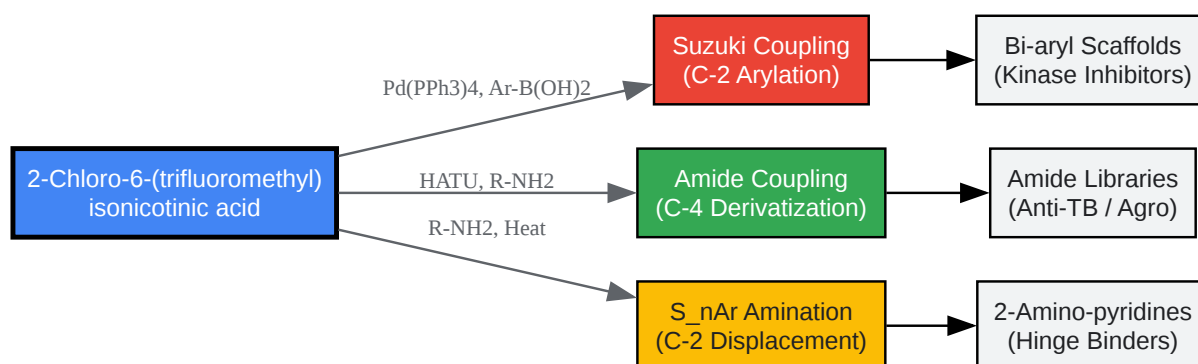 Suzuki Coupling
(C-2 Arylation)
Bi-aryl Scaffolds
(Kinase Inhibitors)
Pd(PPh3)4, Ar-B(OH)2
2-Chloro-6-(trifluoromethyl)
isonicotinic acid
HATU, R-NH2
Amide Coupling
(C-4 Derivatization)
Amide Libraries
(Anti-TB / Agro)
R-NH2, Heat
S_nAr Amination
(C-2 Displacement)
2-Amino-pyridines
(Hinge Binders)